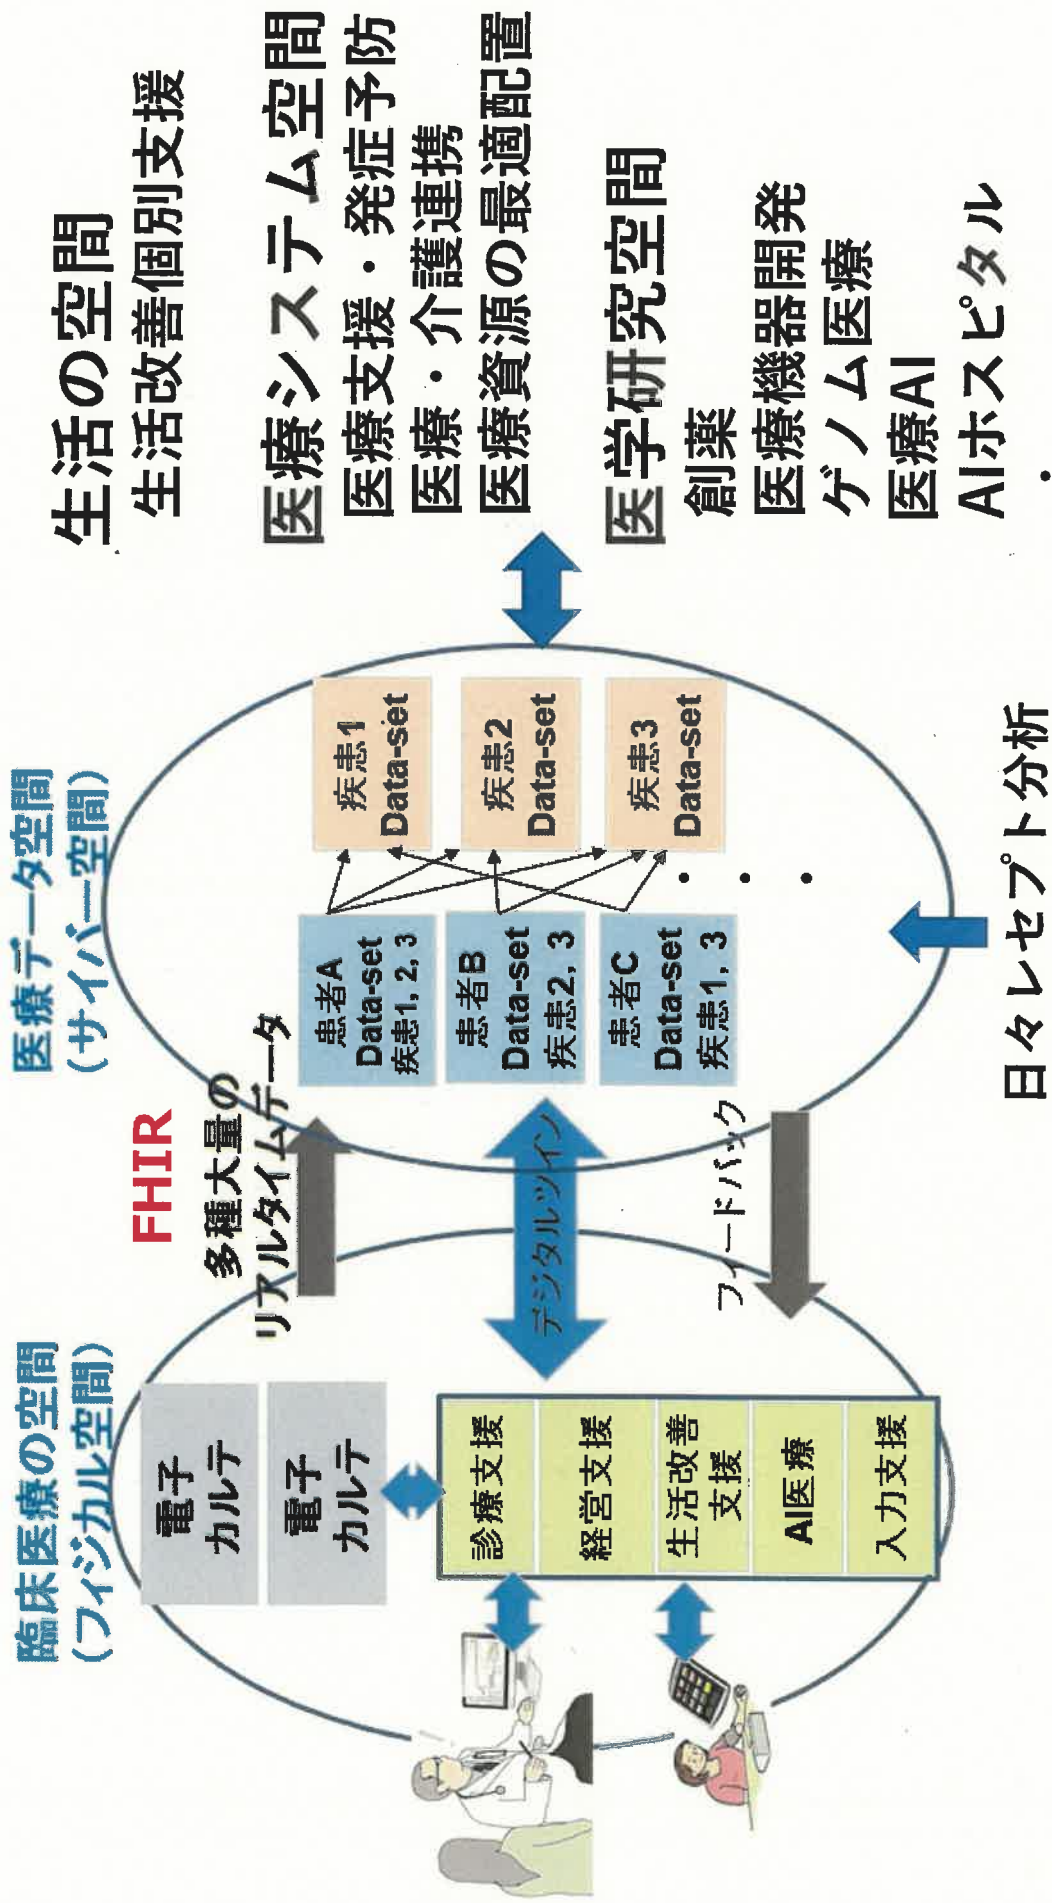 臨床医療の空間
（フィジカル空間）
電子
カルテ
電子
カルテ
診療支援
経営支援
生活改善
支援
AI医療
入力支援
FHIR
多種大量の
リアルタイムデータ
デジタルツイン
フィードバック
医療データ空間
（サイバー空間）
患者A
Data-set
疾患1, 2, 3
患者B
Data-set
疾患2, 3
患者C
Data-set
疾患1, 3
疾患1
Data-set
疾患2
Data-set
疾患3
Data-set
・
・
・
日々レセプト分析
生活の空間
生活改善個別支援
医療システム空間
医療支援・発症予防
医療・介護連携
医療資源の最適配置
医学研究空間
創薬
医療機器開発
ゲノム医療
医療AI
AIホスピタル
・